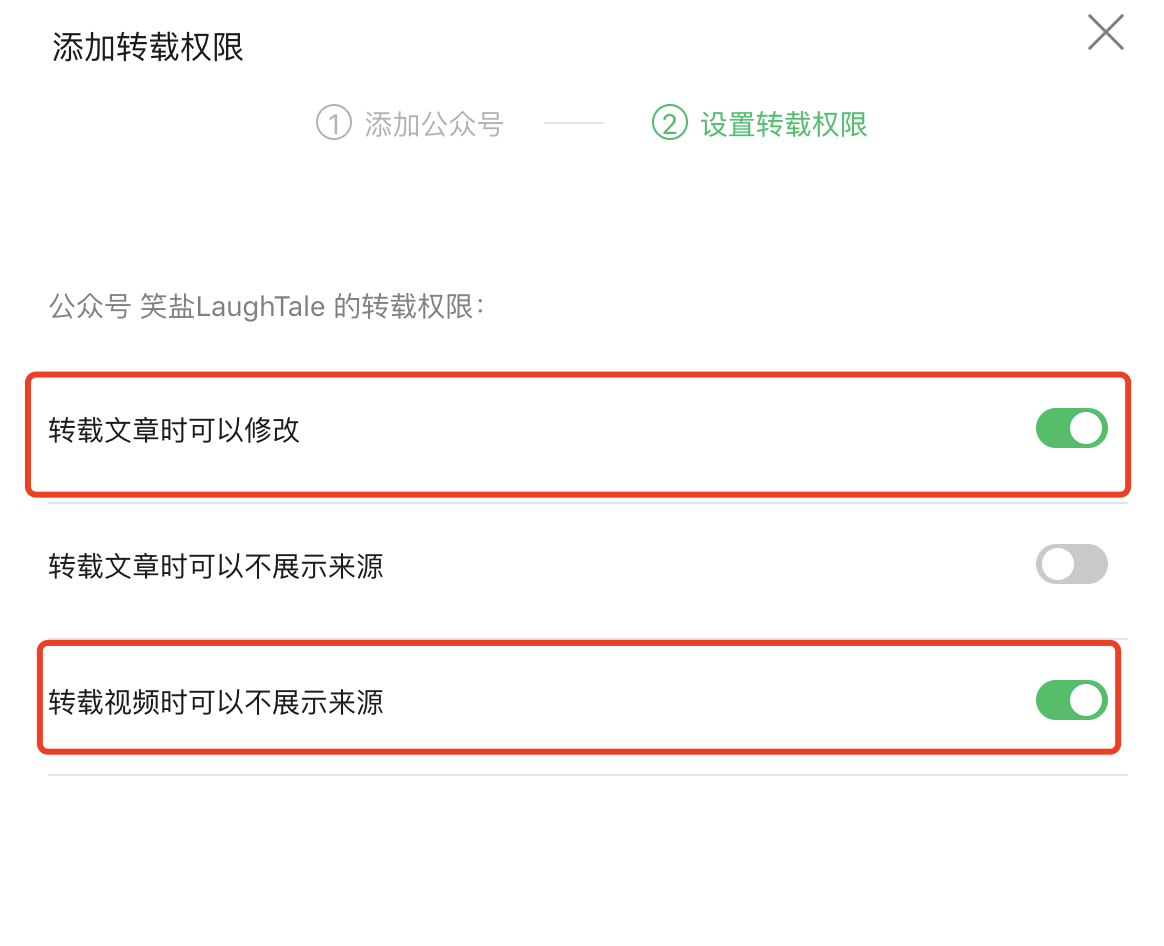 添加转载权限
① 添加公众号 ② 设置转载权限
公众号 笑盐LaughTale 的转载权限：
转载文章时可以修改
转载文章时可以不展示来源
转载视频时可以不展示来源